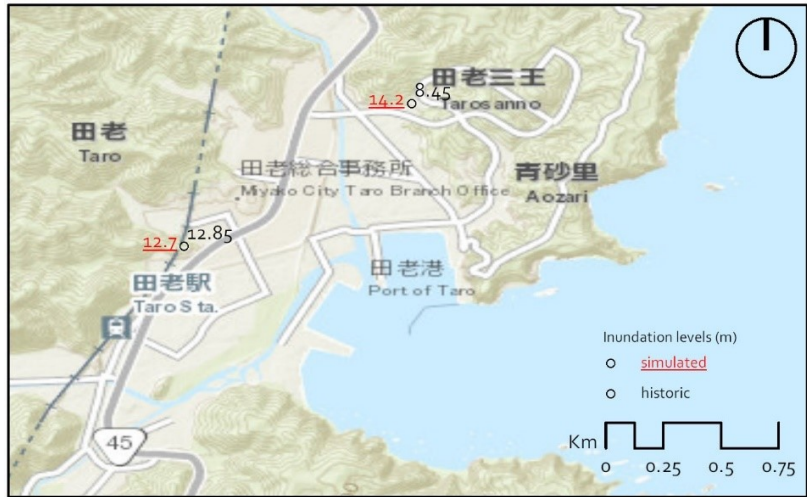 田老三王
Tarosanno
14.2
8.45
田老
Taro
田老総合事務所
Miyako City Taro Branch Office
青砂里
Aozari
12.7
12.85
田老駅
Taro Sta.
田老港
Port of Taro
Inundation levels (m)
simulated
historic
45
Km
0 0.25 0.5 0.75